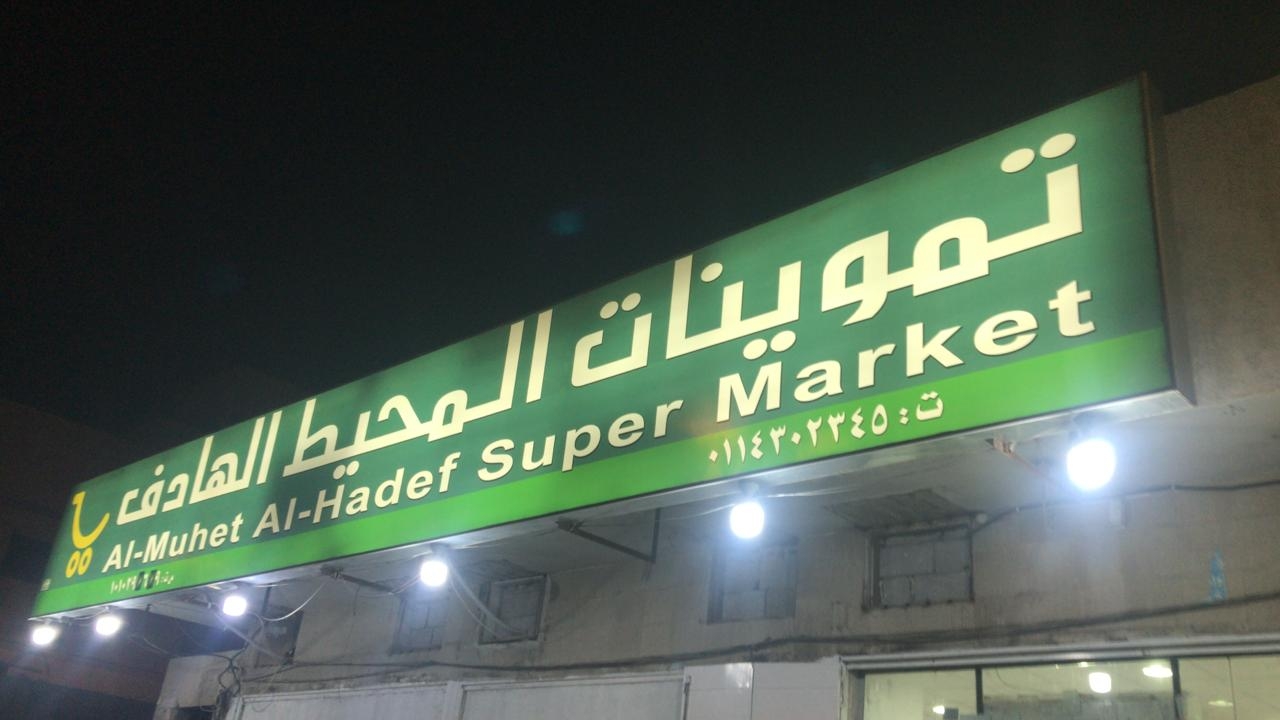 تموينات المحيط الهادف
Al-Muhet Al-Hadef Super Market
ت: ٠١١٤٣٠٢٣٤٥